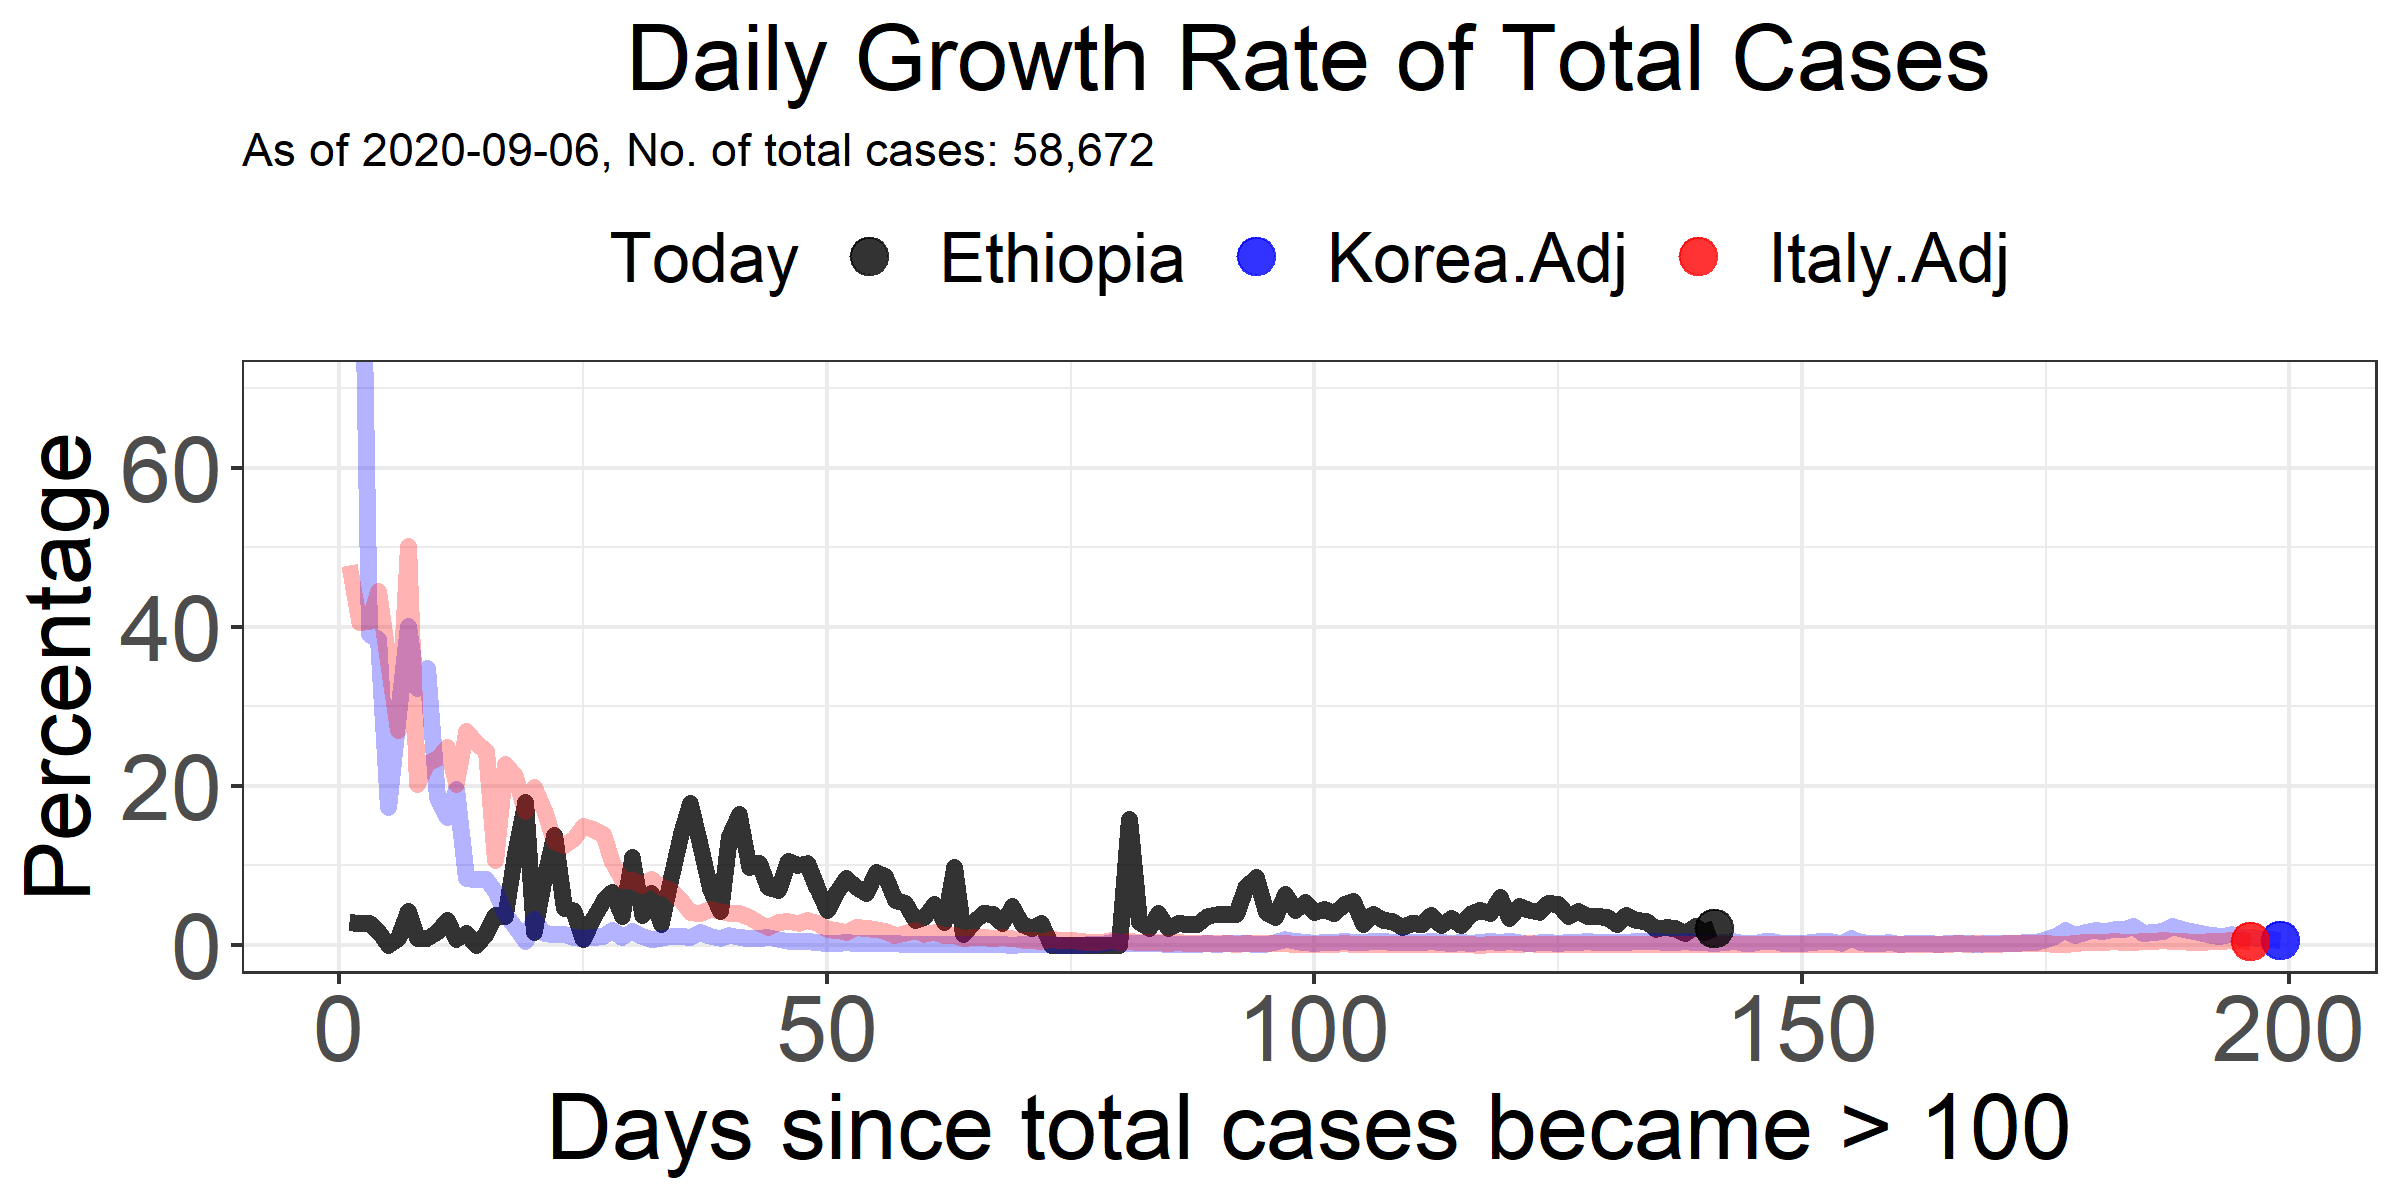 Daily Growth Rate of Total Cases
As of 2020-09-06, No. of total cases: 58,672
Today Ethiopia Korea.Adj Italy.Adj
Percentage
60
40
20
0
0 50 100 150 200
Days since total cases became > 100